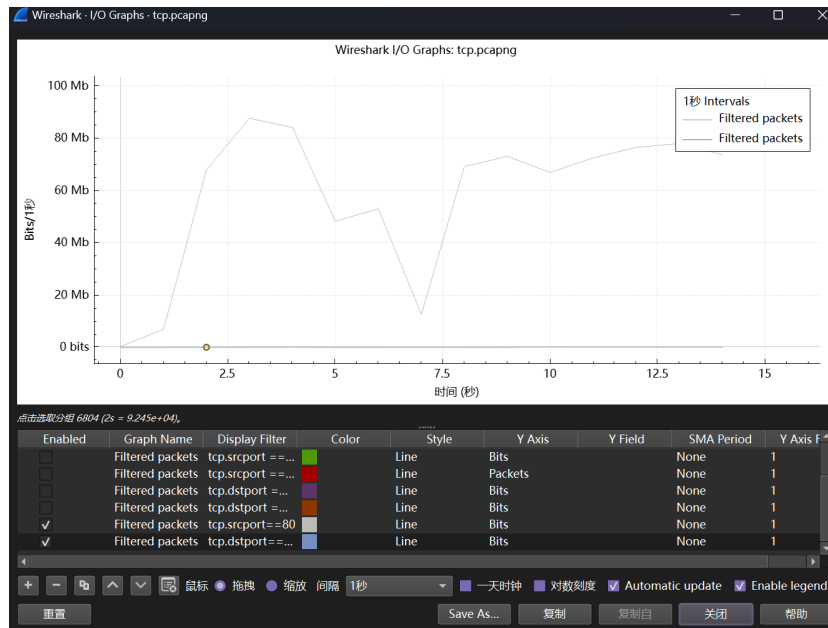 Wireshark · I/O Graphs · tcp.pcapng
Wireshark I/O Graphs: tcp.pcapng
1秒 Intervals
Filtered packets
Filtered packets
100 Mb
80 Mb
60 Mb
40 Mb
20 Mb
0 bits
Bits/1秒
0 2.5 5 7.5 10 12.5 15
时间 (秒)
点击选取分组 6804 (2s = 9.245e+04)。
Enabled Graph Name Display Filter Color Style Y Axis Y Field SMA Period Y Axis F
Filtered packets tcp.srcport ==... Line Bits None 1
Filtered packets tcp.srcport ==... Line Packets None 1
Filtered packets tcp.dstport =... Line Bits None 1
Filtered packets tcp.dstport =... Line Bits None 1
Filtered packets tcp.srcport==80 Line Bits None 1
Filtered packets tcp.dstport==... Line Bits None 1
鼠标 拖拽 缩放 间隔 1秒 一天时钟 对数刻度 Automatic update Enable legend
重置 Save As... 复制 复制自 关闭 帮助